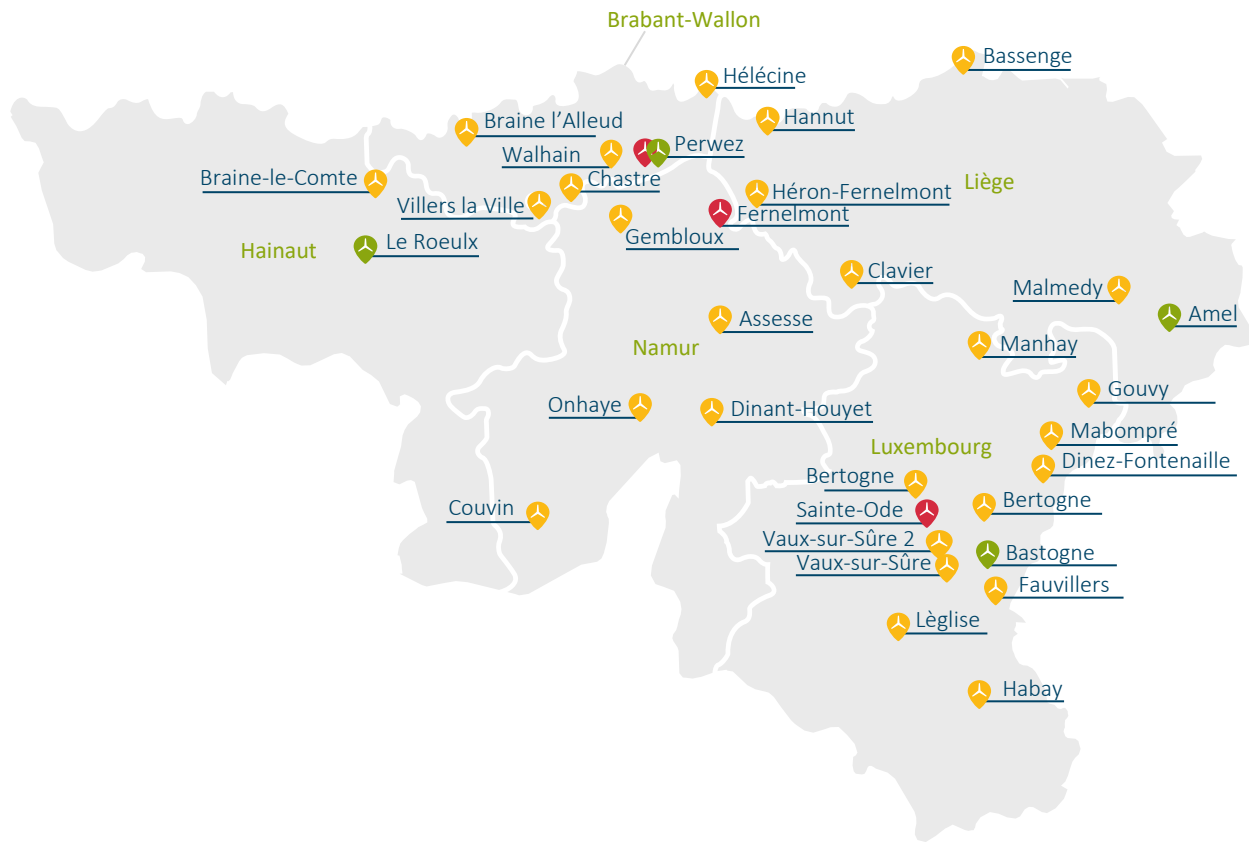 Brabant-Wallon
Bassenge
Hélécine
Hannut
Braine l’Alleud
Walhain
Perwez
Braine-le-Comte
Chastre
Liège
Héron-Fernelmont
Villers la Ville
Fernelmont
Gembloux
Hainaut
Le Roeulx
Clavier
Malmedy
Amel
Assesse
Namur
Manhay
Gouvy
Onhaye
Dinant-Houyet
Mabompré
Luxembourg
Dinez-Fontenaille
Bertogne
Bertogne
Couvin
Sainte-Ode
Vaux-sur-Sûre 2
Bastogne
Vaux-sur-Sûre
Fauvillers
Lèglise
Habay